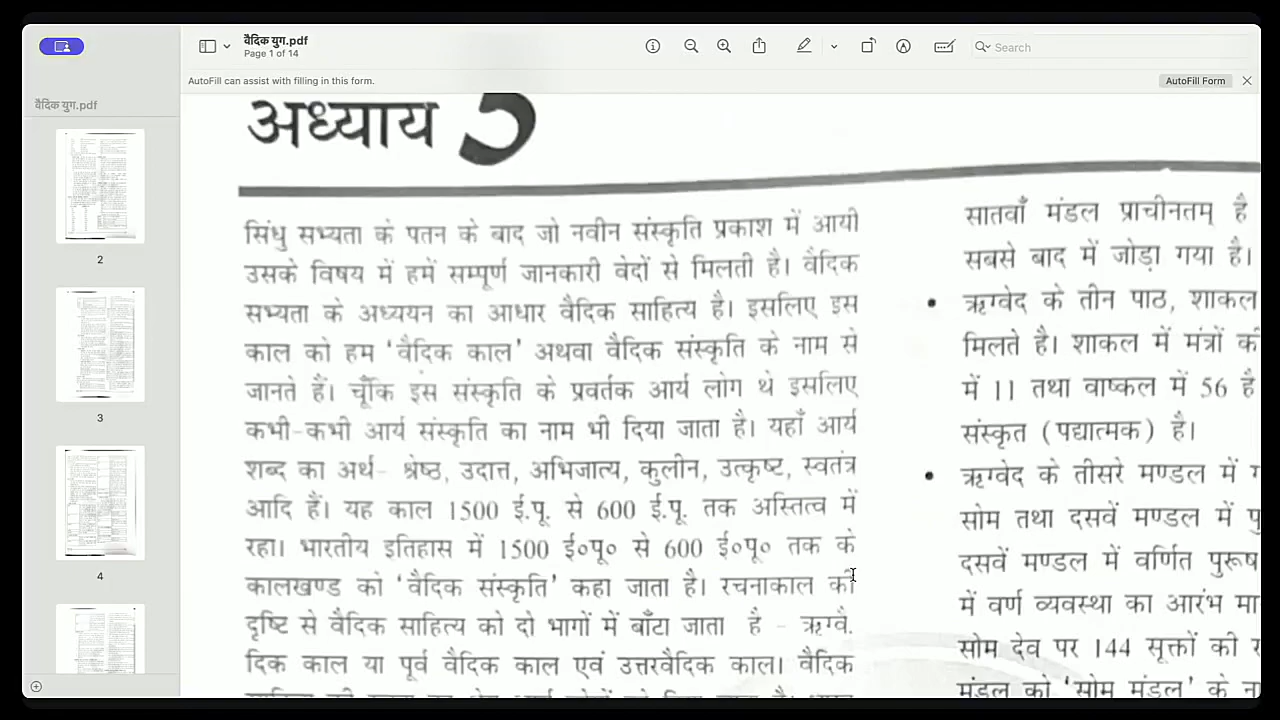 वैदिक युग.pdf
Page 1 of 14
Search
AutoFill can assist with filling in this form.
AutoFill Form
वैदिक युग.pdf
2
3
4
अध्याय 5
सिंधु सभ्यता के पतन के बाद जो नवीन संस्कृति प्रकाश में आयी
उसके विषय में हमें सम्पूर्ण जानकारी वेदों से मिलती है। वैदिक
सभ्यता के अध्ययन का आधार वैदिक साहित्य है। इसलिए इस
काल को हम 'वैदिक काल' अथवा वैदिक संस्कृति के नाम से
जानते हैं। चूँकि इस संस्कृति के प्रवर्तक आर्य लोग थे इसलिए
कभी-कभी आर्य संस्कृति का नाम भी दिया जाता है। यहाँ आर्य
शब्द का अर्थ- श्रेष्ठ, उदात्त, अभिजात्य, कुलीन, उत्कृष्ट, स्वतंत्र
आदि हैं। यह काल 1500 ई.पू. से 600 ई.पू. तक अस्तित्व में
रहा। भारतीय इतिहास में 1500 ई०पू० से 600 ई०पू० तक के
कालखण्ड को 'वैदिक संस्कृति' कहा जाता है। रचनाकाल की
दृष्टि से वैदिक साहित्य को दो भागों में बाँटा जाता है - ऋग्वै.
दिक काल या पूर्व वैदिक काल एवं उत्तरवैदिक काल। वैदिक
सातवाँ मंडल प्राचीनतम् है
सबसे बाद में जोड़ा गया है।
• ऋग्वेद के तीन पाठ, शाकल
मिलते है। शाकल में मंत्रों की
में 11 तथा वाष्कल में 56 है
संस्कृत (पद्यात्मक) है।
• ऋग्वेद के तीसरे मण्डल में
सोम तथा दसवें मण्डल में
दसवें मण्डल में वर्णित पुरूष
में वर्ण व्यवस्था का आरंभ
सोम देव पर 144 सूक्तों की
मंडल को 'सोम मंडल' के